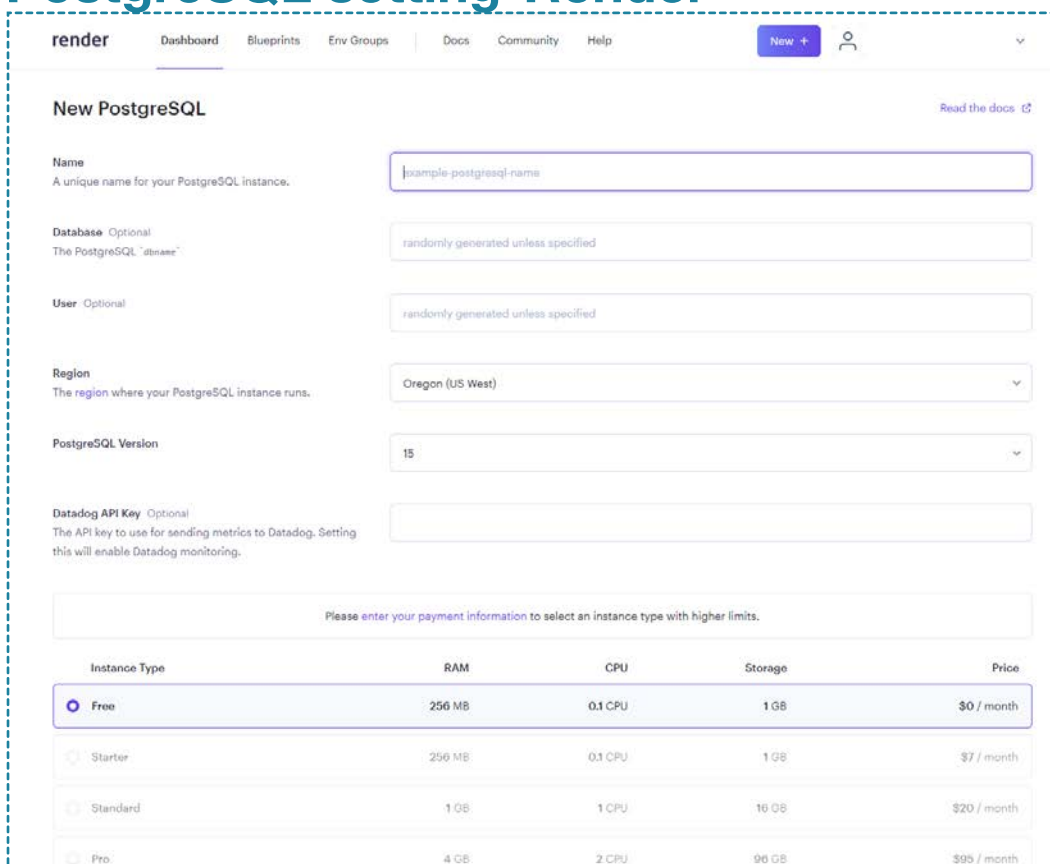 PostgreSQL setting-Render
render Dashboard Blueprints Env Groups Docs Community Help New +
New PostgreSQL Read the docs
Name
A unique name for your PostgreSQL instance.
example-postgresql-name
Database Optional
The PostgreSQL `dbname`
randomly generated unless specified
User Optional
randomly generated unless specified
Region
The region where your PostgreSQL instance runs.
Oregon (US West)
PostgreSQL Version
15
Datadog API Key Optional
The API key to use for sending metrics to Datadog. Setting
this will enable Datadog monitoring.
Please enter your payment information to select an instance type with higher limits.
Instance Type RAM CPU Storage Price
Free 256 MB 0.1 CPU 1 GB $0 / month
Starter 256 MB 0.1 CPU 1 GB $7 / month
Standard 1 GB 1 CPU 16 GB $20 / month
Pro 4 GB 2 CPU 96 GB $95 / month